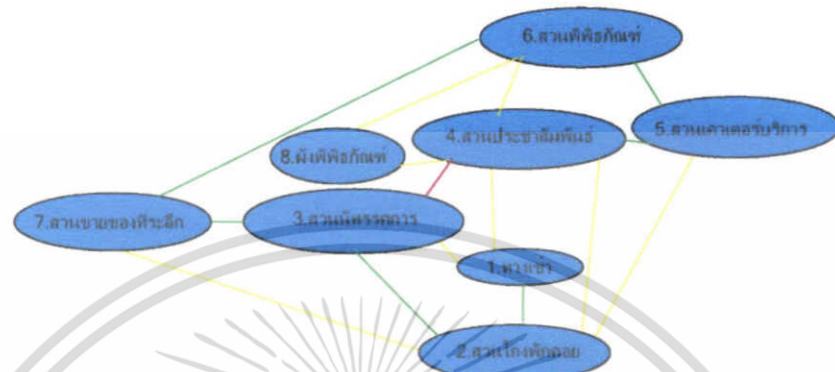 6.สวนพิพิธภัณฑ์
4.สวนประชาสัมพันธ์
5.สวนเคาเตอร์บริการ
8.ผังพิพิธภัณฑ์
7.สวนขายของที่ระลึก
3.สวนนิทรรศการ
1.ทางเข้า
2.สวนโถงพักคอย